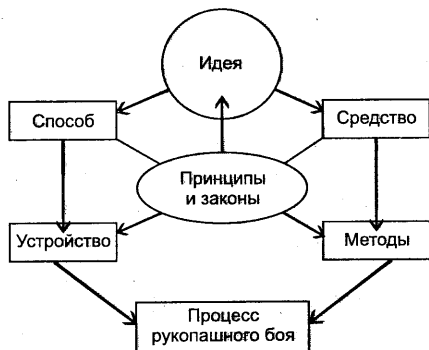 Идея
Способ
Средство
Принципы
и законы
Устройство
Методы
Процесс
рукопашного боя